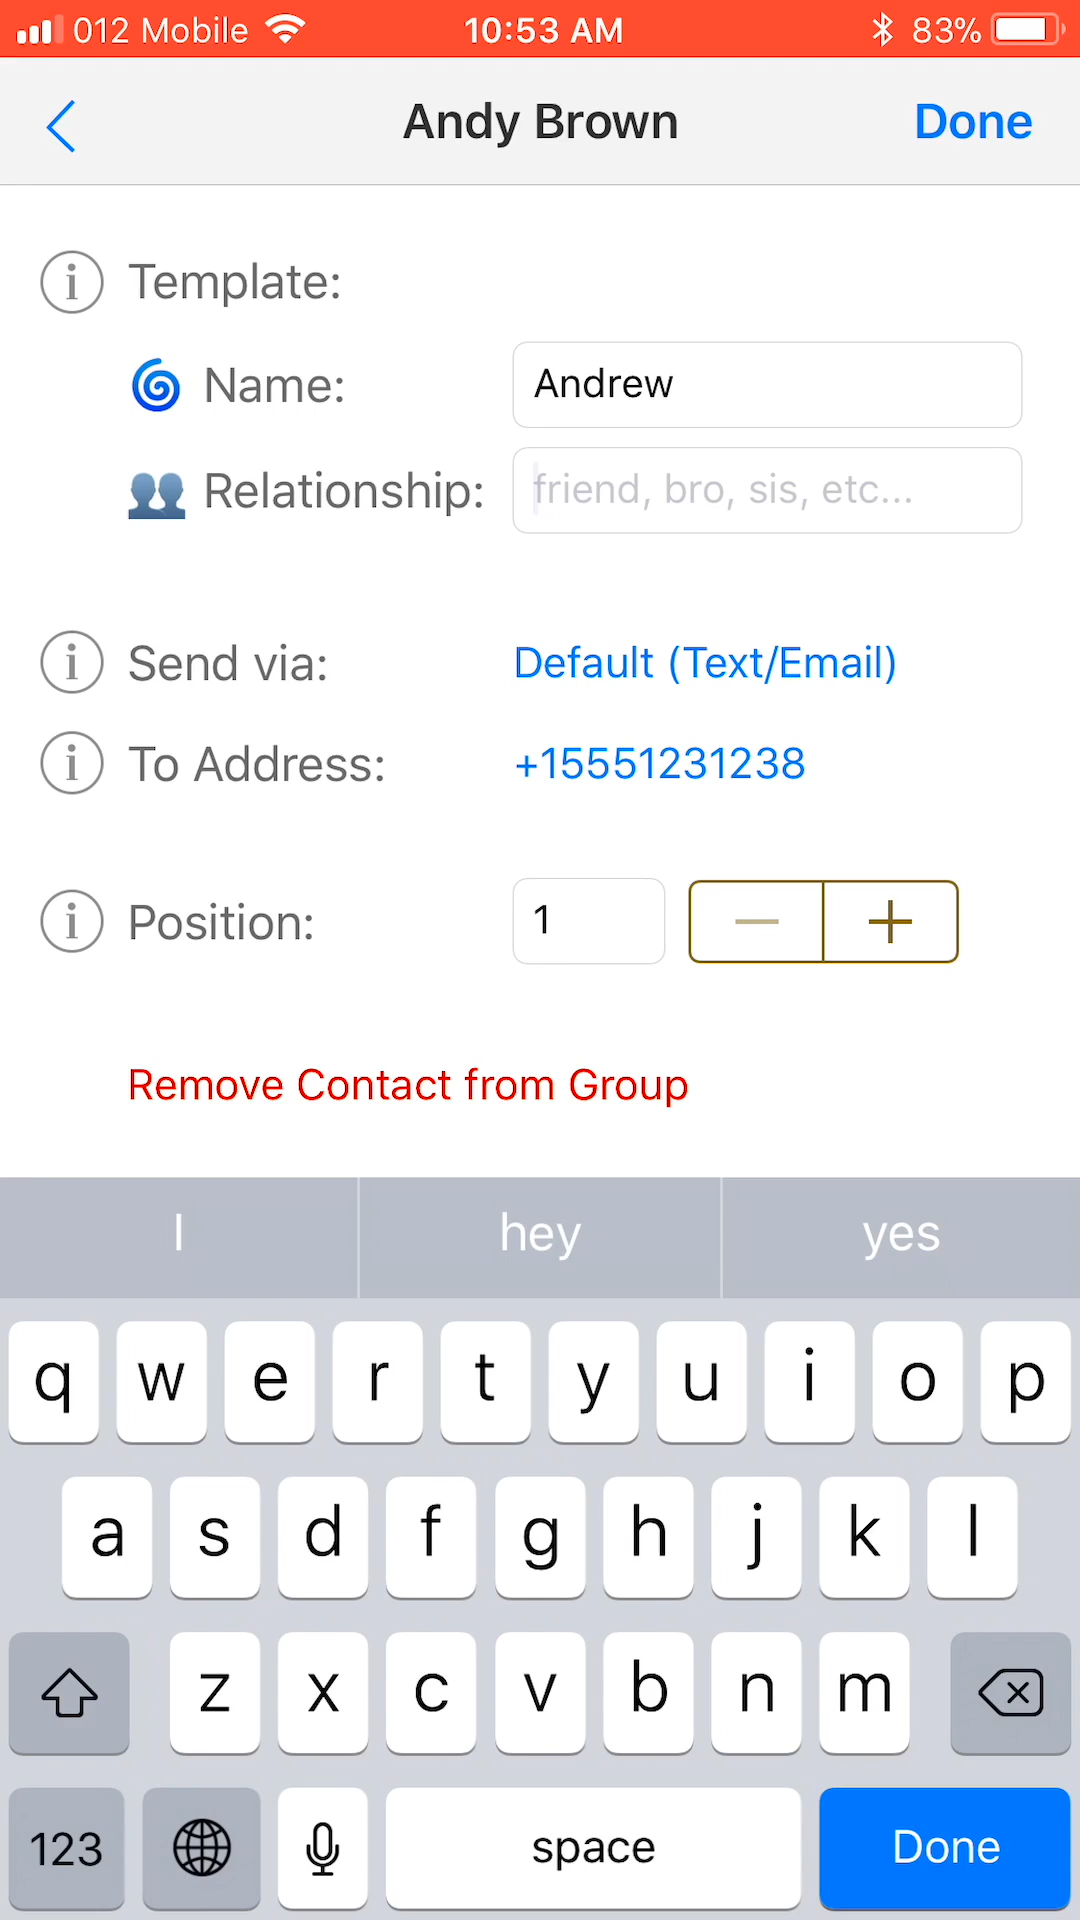 012 Mobile 10:53 AM 83%
Andy Brown Done
Template:
Name: Andrew
Relationship: friend, bro, sis, etc...
Send via: Default (Text/Email)
To Address: +15551231238
Position: 1
Remove Contact from Group
I hey yes
q w e r t y u i o p
a s d f g h j k l
z x c v b n m
123 space Done